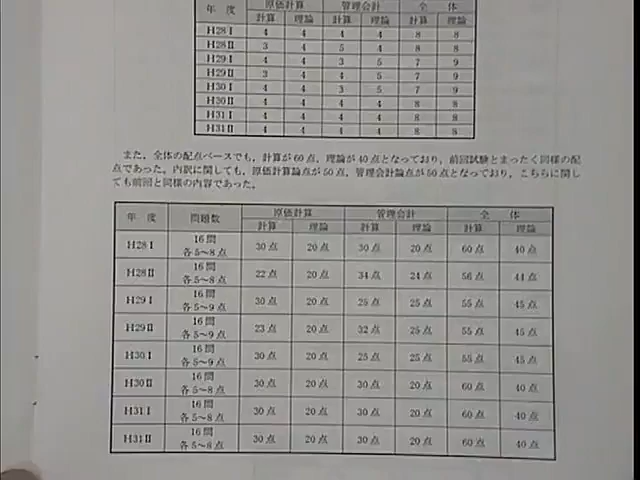 年 度 原価計算 管理会計 全 体
計算 理論 計算 理論 計算 理論
H28Ⅰ 4 4 4 4 8 8
H28Ⅱ 3 4 5 4 8 8
H29Ⅰ 4 4 3 5 7 9
H29Ⅱ 3 4 4 5 7 9
H30Ⅰ 4 4 3 5 7 9
H30Ⅱ 4 4 4 4 8 8
H31Ⅰ 4 4 4 4 8 8
H31Ⅱ 4 4 4 4 8 8
また，全体の配点ベースでも，計算が60点，理論が40点となっており，前回試験とまったく同様の配
点であった。内訳に関しても，原価計算論点が50点，管理会計論点が50点となっており，こちらに関し
ても前回と同様の内容であった。
年 度 問題数 原価計算 管理会計 全 体
計算 理論 計算 理論 計算 理論
H28Ⅰ 16問 各5～8点 30点 20点 30点 20点 60点 40点
H28Ⅱ 16問 各5～8点 22点 20点 34点 24点 56点 44点
H29Ⅰ 16問 各5～9点 30点 20点 25点 25点 55点 45点
H29Ⅱ 16問 各5～9点 23点 20点 32点 25点 55点 45点
H30Ⅰ 16問 各5～9点 30点 20点 25点 25点 55点 45点
H30Ⅱ 16問 各5～8点 30点 20点 30点 20点 60点 40点
H31Ⅰ 16問 各5～8点 30点 20点 30点 20点 60点 40点
H31Ⅱ 16問 各5～8点 30点 20点 30点 20点 60点 40点